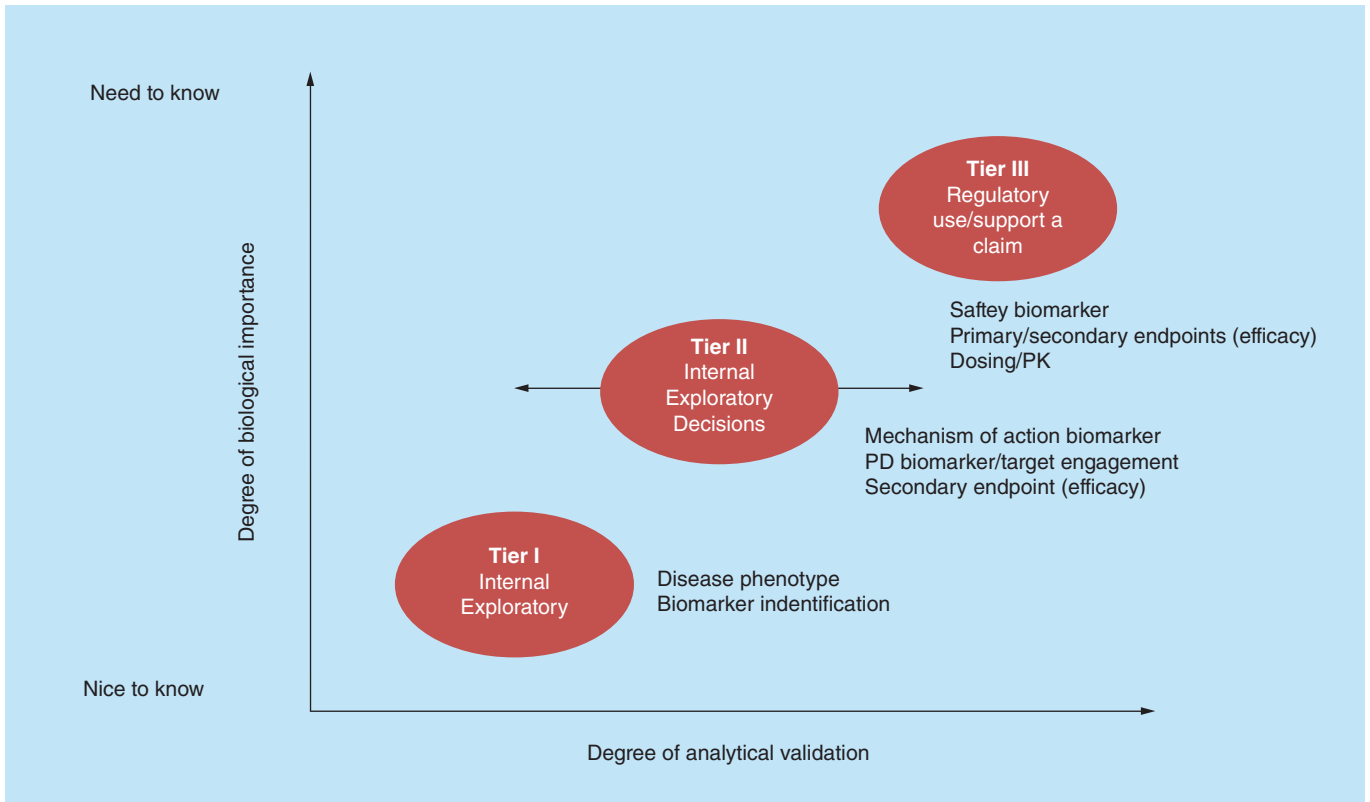 Need to know
Tier III
Regulatory
use/support a
claim
Saftey biomarker
Primary/secondary endpoints (efficacy)
Dosing/PK
Tier II
Internal
Exploratory
Decisions
Mechanism of action biomarker
PD biomarker/target engagement
Secondary endpoint (efficacy)
Degree of biological importance
Tier I
Internal
Exploratory
Disease phenotype
Biomarker indentification
Nice to know
Degree of analytical validation